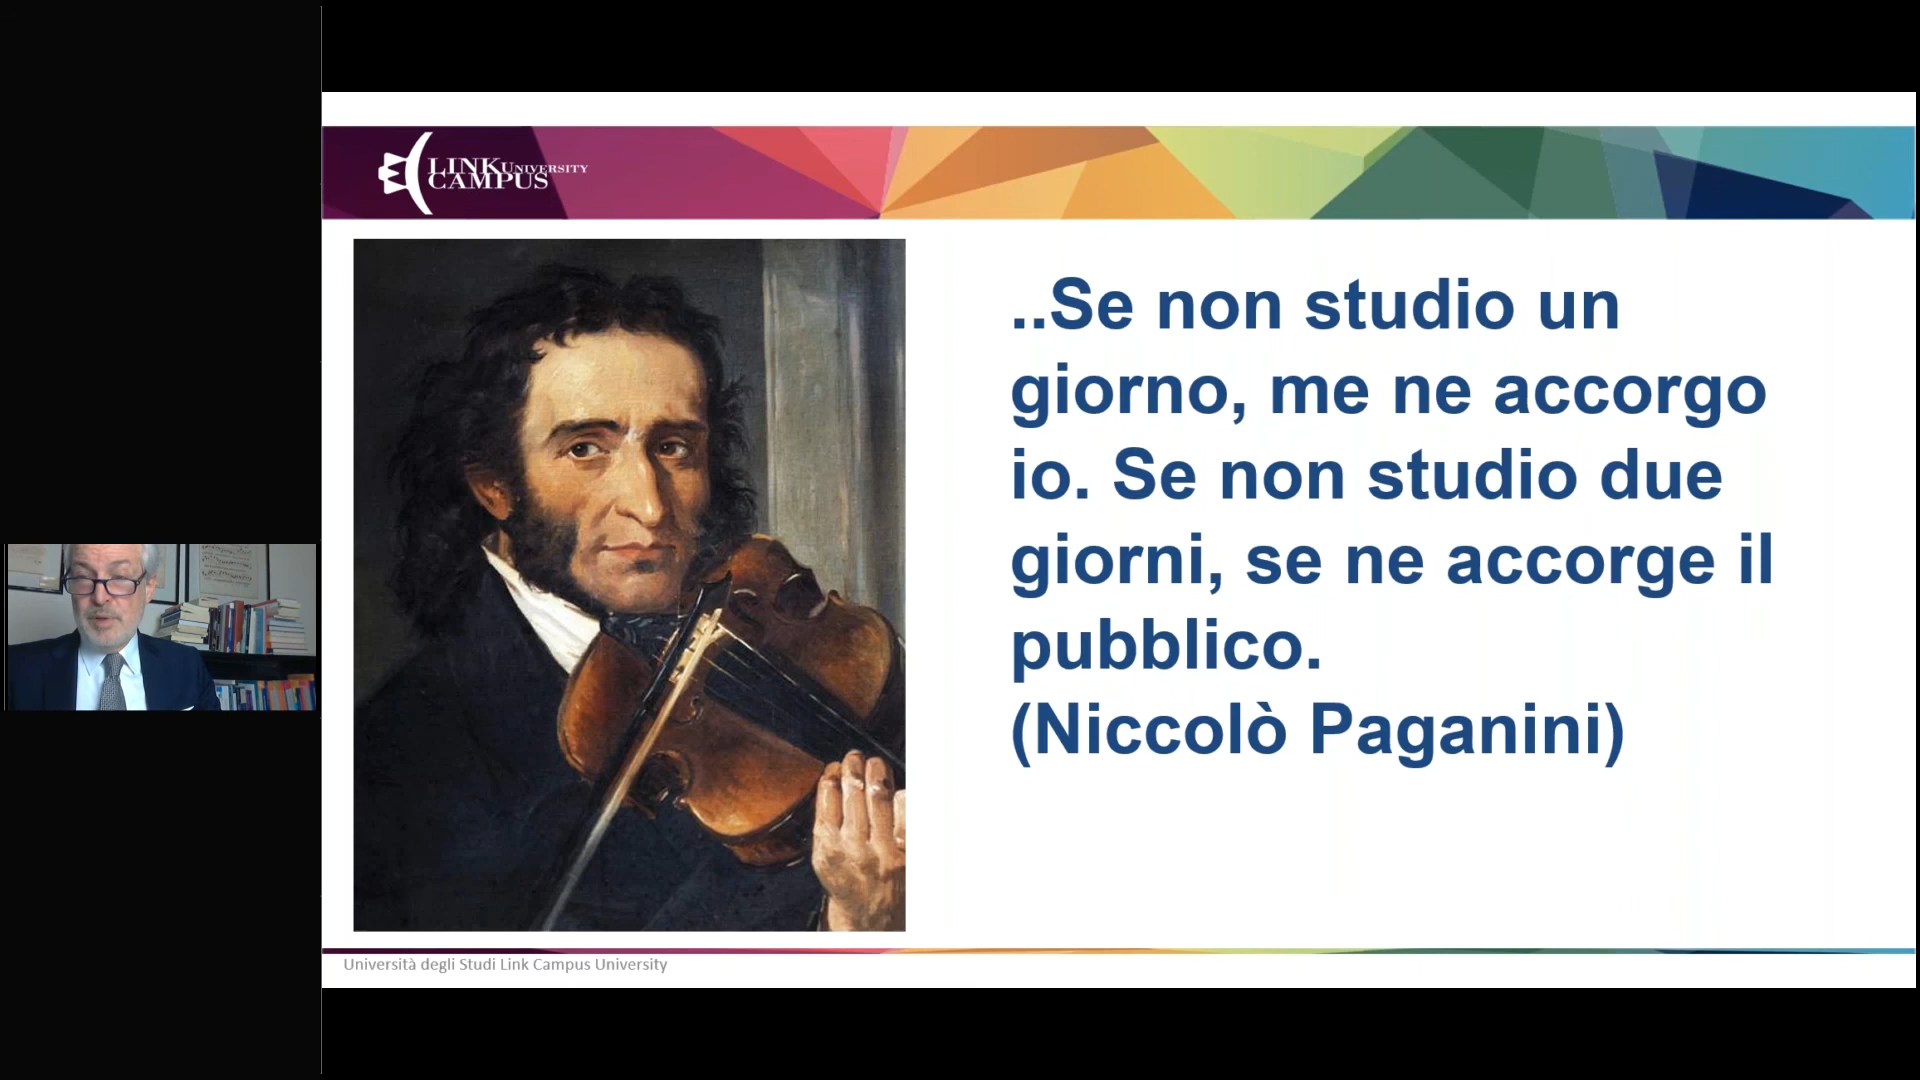 LINK UNIVERSITY
CAMPUS
..Se non studio un
giorno, me ne accorgo
io. Se non studio due
giorni, se ne accorge il
pubblico.
(Niccolò Paganini)
Università degli Studi Link Campus University